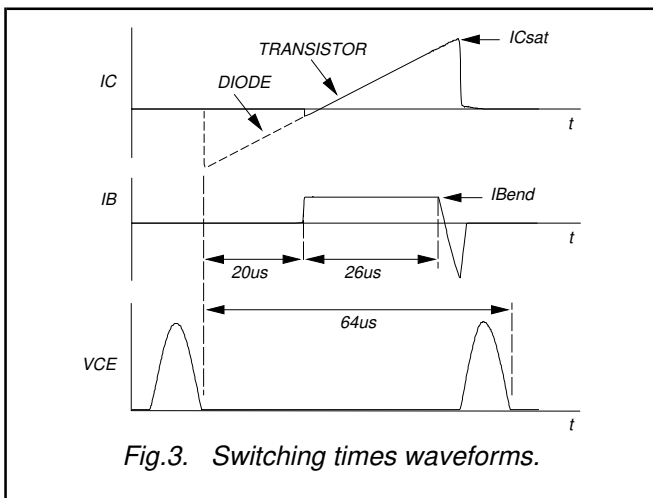 ICsat
TRANSISTOR
IC
DIODE
t
IB
IBend
t
20us
26us
64us
VCE
t
Fig.3. Switching times waveforms.